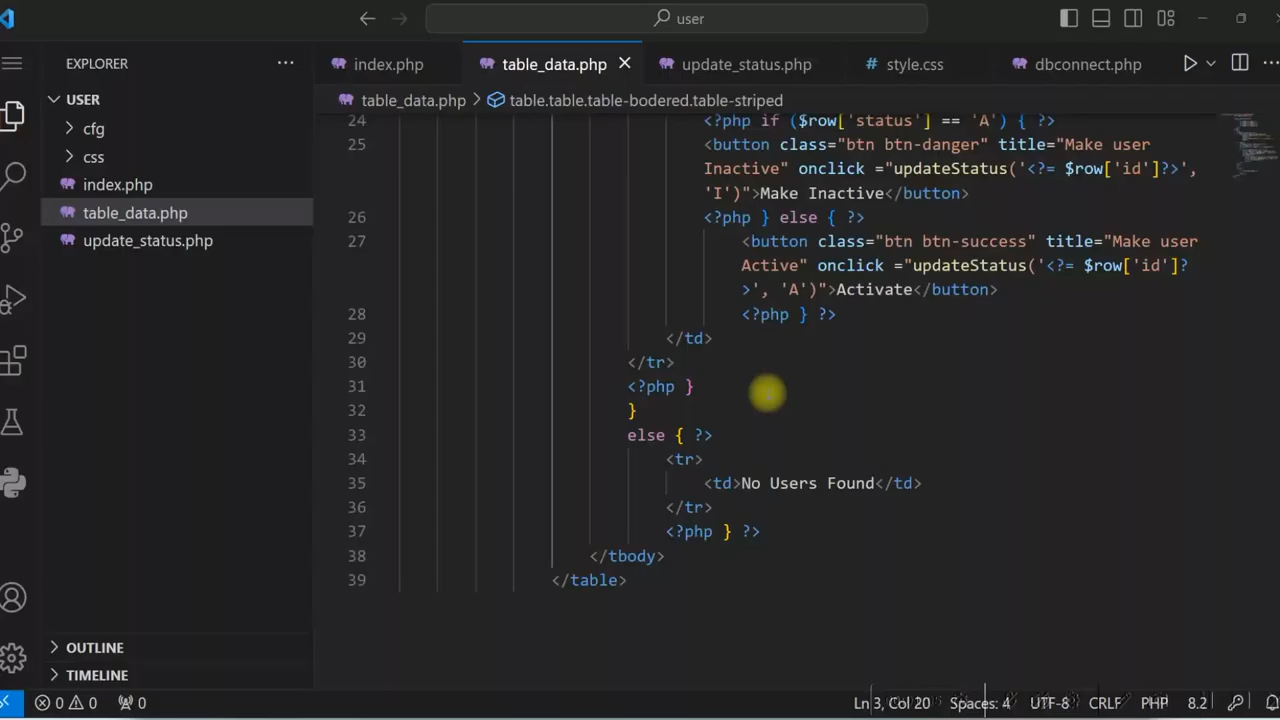 user
EXPLORER
index.php
table_data.php
update_status.php
style.css
dbconnect.php
USER
table_data.php
table.table.table-bodered.table-striped
cfg
css
index.php
table_data.php
update_status.php
24 <?php if ($row['status'] == 'A') { ?>
25 <button class="btn btn-danger" title="Make user
Inactive" onclick ="updateStatus('<?= $row['id']?>',
'I')">Make Inactive</button>
26 <?php } else { ?>
27 <button class="btn btn-success" title="Make user
Active" onclick ="updateStatus('<?= $row['id']?
>', 'A')">Activate</button>
28 <?php } ?>
29 </td>
30 </tr>
31 <?php }
32 }
33 else { ?>
34 <tr>
35 <td>No Users Found</td>
36 </tr>
37 <?php } ?>
38 </tbody>
39 </table>
OUTLINE
TIMELINE
0 0 0
Ln 3, Col 20 Spaces: 4 UTF-8 CRLF PHP 8.2